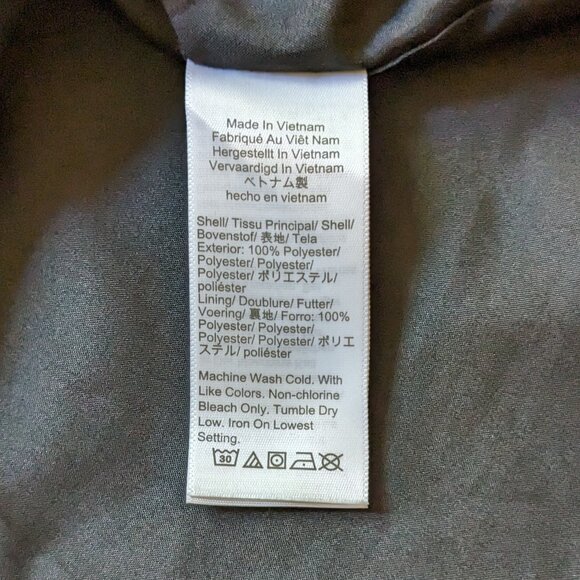 Made In Vietnam
Fabriqué Au Viêt Nam
Hergestellt In Vietnam
Vervaardigd In Vietnam
ベトナム製
hecho en vietnam
Shell/ Tissu Principal/ Shell/
Bovenstof/ 表地/ Tela
Exterior: 100% Polyester/
Polyester/ Polyester/
Polyester/ ポリエステル/
poliéster
Lining/ Doublure/ Futter/
Voering/ 裏地/ Forro: 100%
Polyester/ Polyester/
Polyester/ Polyester/ ポリエ
ステル/ poliéster
Machine Wash Cold. With
Like Colors. Non-chlorine
Bleach Only. Tumble Dry
Low. Iron On Lowest
Setting.
30